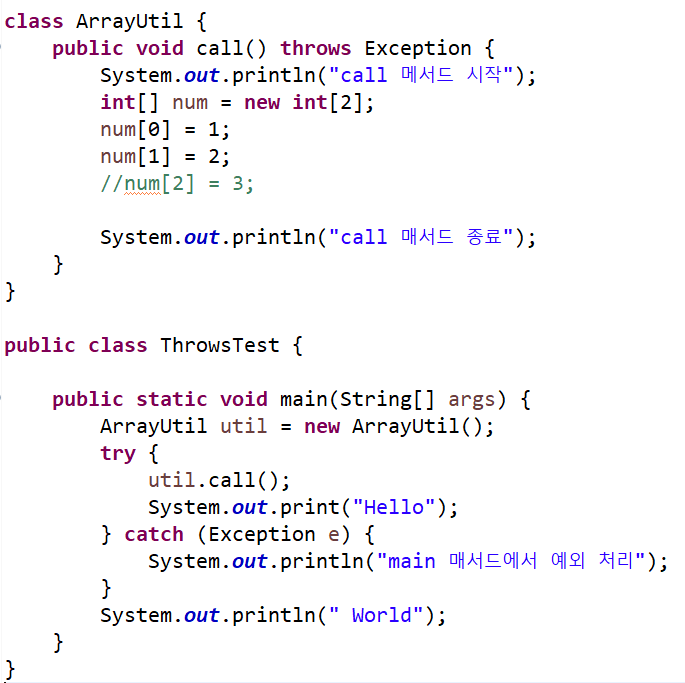 class ArrayUtil {
    public void call() throws Exception {
        System.out.println("call 메서드 시작");
        int[] num = new int[2];
        num[0] = 1;
        num[1] = 2;
        //num[2] = 3;

        System.out.println("call 매서드 종료");
    }
}

public class ThrowsTest {

    public static void main(String[] args) {
        ArrayUtil util = new ArrayUtil();
        try {
            util.call();
            System.out.print("Hello");
        } catch (Exception e) {
            System.out.println("main 매서드에서 예외 처리");
        }
        System.out.println(" World");
    }
}